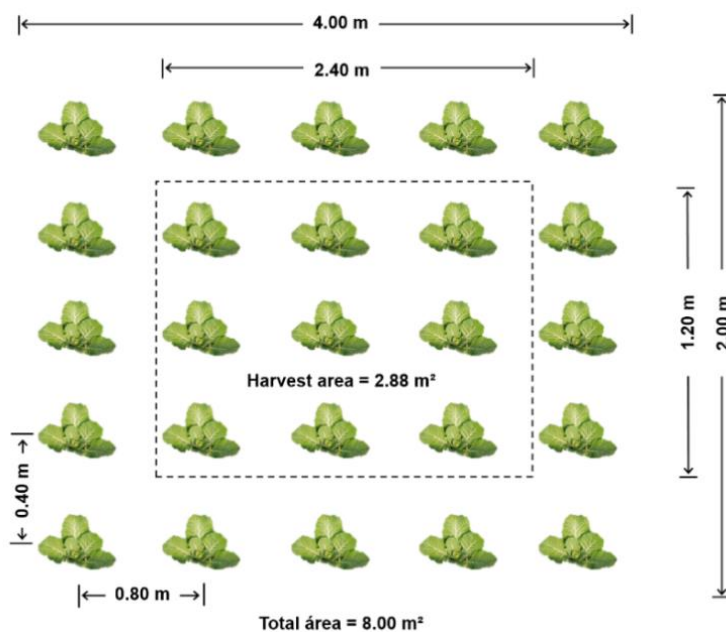 4.00 m
2.40 m
1.20 m
2.00 m
Harvest area = 2.88 m²
0.40 m
0.80 m
Total área = 8.00 m²